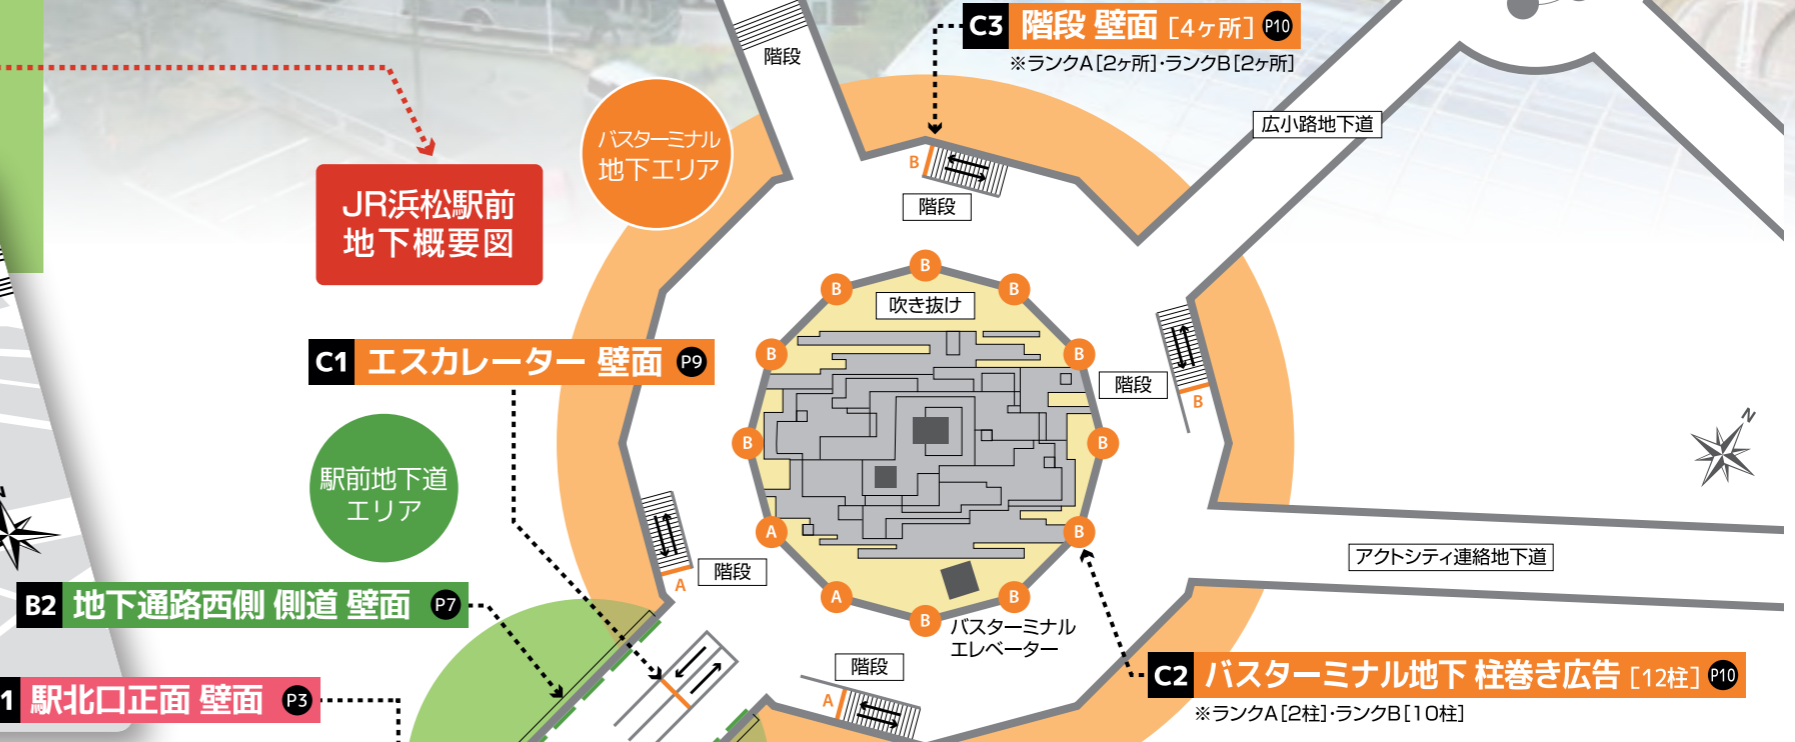 C3 階段 壁面 [4ヶ所] P10
※ランクA[2ヶ所]・ランクB[2ヶ所]
階段
広小路地下道
バスターミナル
地下エリア
B
階段
JR浜松駅前
地下概要図
B
B
B
吹き抜け
B
B
C1 エスカレーター 壁面 P9
階段
B
N
B
B
駅前地下道
エリア
N
A
B
階段
A
アクトシティ連絡地下道
B2 地下通路西側 側道 壁面 P7
A
B
B
バスターミナル
エレベーター
階段
A
C2 バスターミナル地下 柱巻き広告 [12柱] P10
※ランクA[2柱]・ランクB[10柱]
1 駅北口正面 壁面 P3